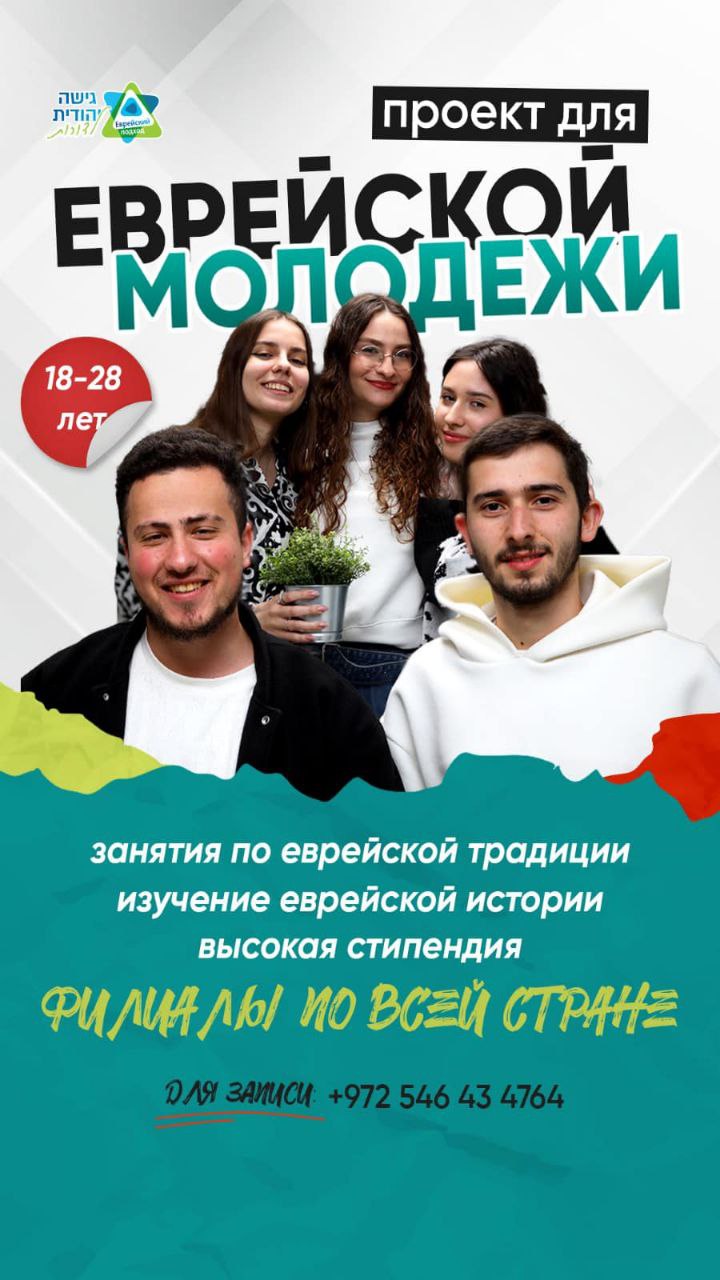 גישה
יהודית
לדורות
Еврейский
подход
проект для
ЕВРЕЙСКОЙ
МОЛОДЕЖИ
18-28
лет
занятия по еврейской традиции
изучение еврейской истории
высокая стипендия
ФИЛИАЛЫ ПО ВСЕЙ СТРАНЕ
ДЛЯ ЗАПИСИ: +972 546 43 4764